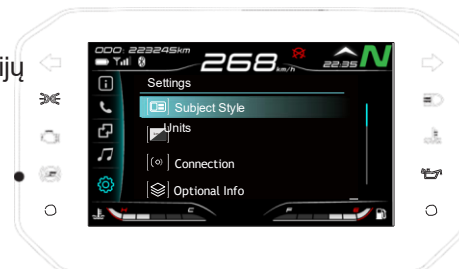 ijų
ODO: 223245km
268 km/h
22:35 N
Settings
Subject Style
Units
Connection
Optional Info
H C F E